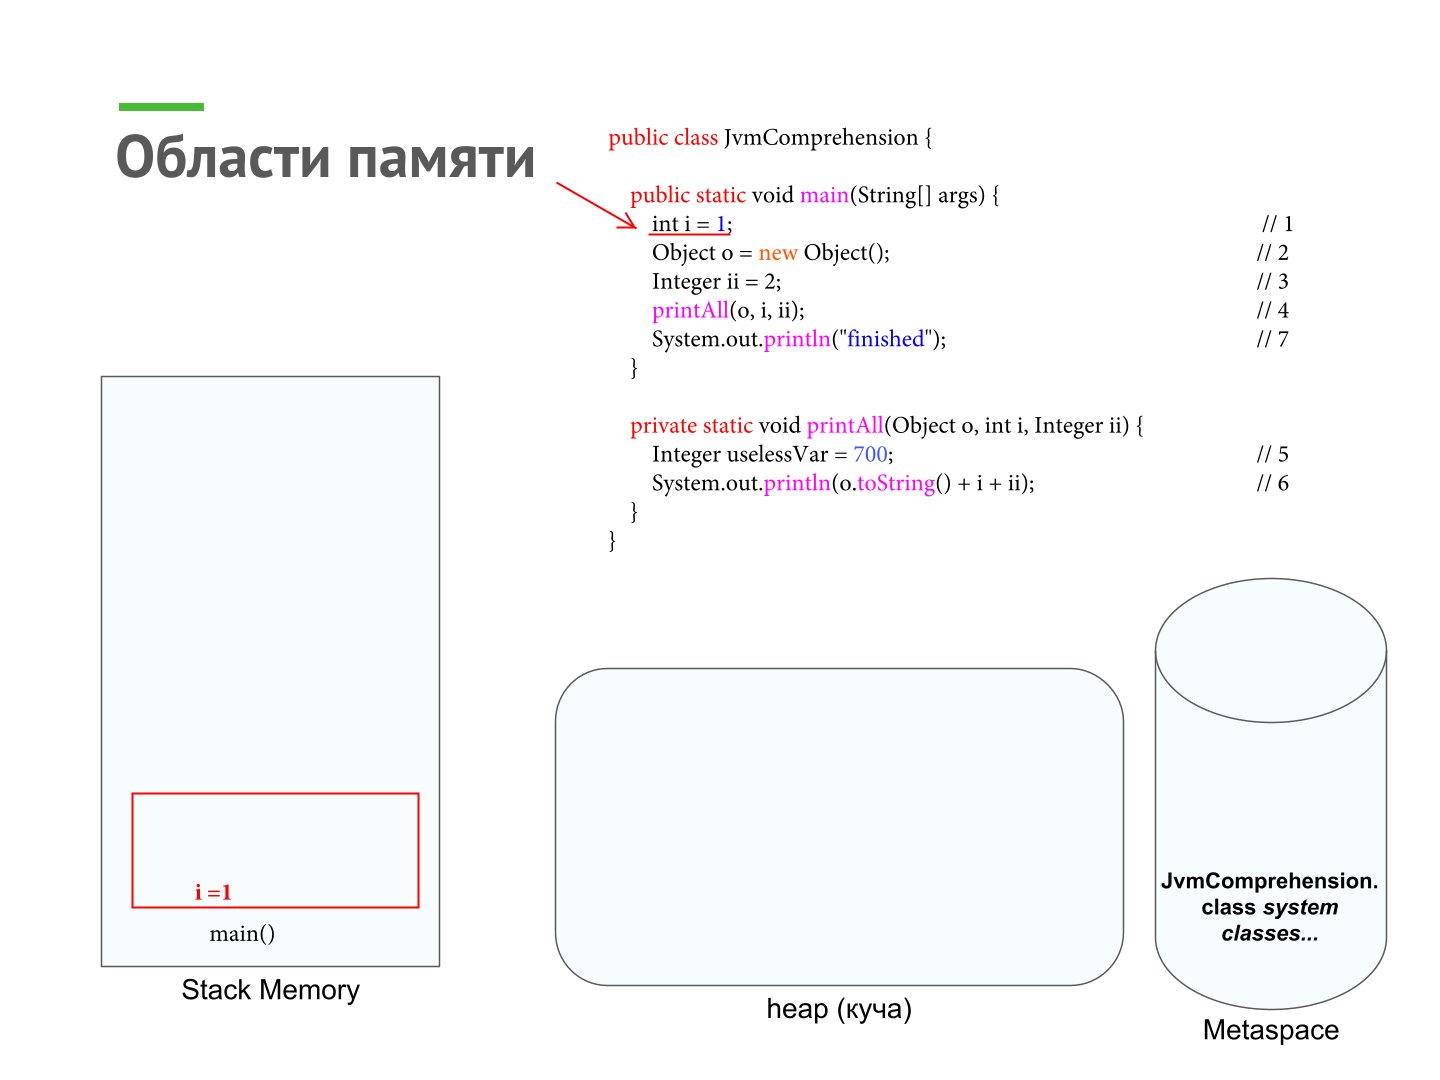 Области памяти
public class JvmComprehension {
public static void main(String[] args) {
int i = 1; // 1
Object o = new Object(); // 2
Integer ii = 2; // 3
printAll(o, i, ii); // 4
System.out.println("finished"); // 7
}
private static void printAll(Object o, int i, Integer ii) {
Integer uselessVar = 700; // 5
System.out.println(o.toString() + i + ii); // 6
}
}
i =1
main()
Stack Memory
heap (куча)
JvmComprehension.
class system
classes...
Metaspace